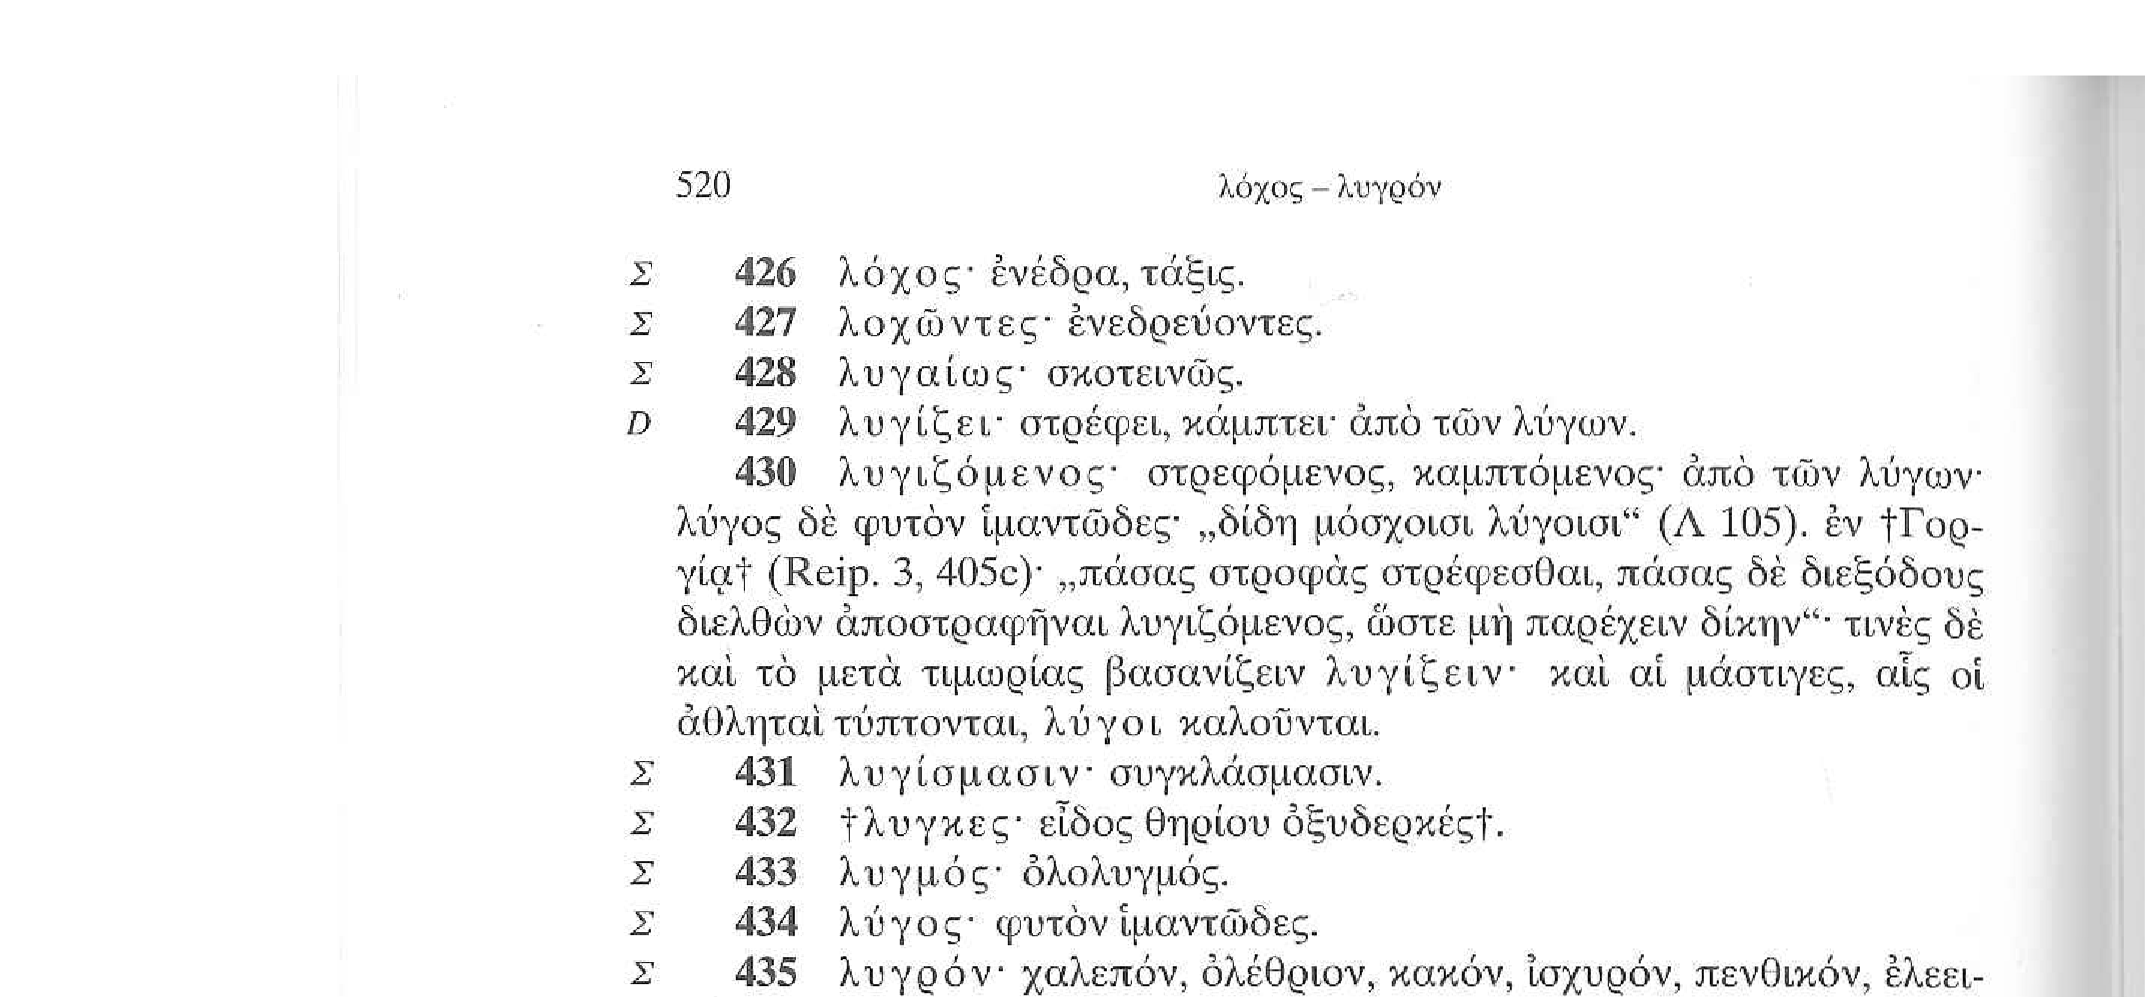 520 λόχος – λυγρόν
Σ 426 λόχος· ἐνέδρα, τάξις.
Σ 427 λοχῶντες· ἐνεδρεύοντες.
Σ 428 λυγαίως· σκοτεινῶς.
D 429 λυγίζει· στρέφει, κάμπτει· ἀπὸ τῶν λύγων.
430 λυγιζόμενος· στρεφόμενος, καμπτόμενος· ἀπὸ τῶν λύγων·
λύγος δὲ φυτὸν ἱμαντῶδες· „δίδη μόσχοισι λύγοισι“ (Λ 105). ἐν †Γορ-
γίᾳ† (Reip. 3, 405c)· „πάσας στροφὰς στρέφεσθαι, πάσας δὲ διεξόδους
διελθὼν ἀποστραφῆναι λυγιζόμενος, ὥστε μὴ παρέχειν δίκην“· τινὲς δὲ
καὶ τὸ μετὰ τιμωρίας βασανίζειν λυγίζειν· καὶ αἱ μάστιγες, αἷς οἱ
ἀθληταὶ τύπτονται, λύγοι καλοῦνται.
Σ 431 λυγίσμασιν· συγκλάσμασιν.
Σ 432 †λυγκες· εἶδος θηρίου ὀξυδερκές†.
Σ 433 λυγμός· ὀλολυγμός.
Σ 434 λύγος· φυτὸν ἱμαντῶδες.
Σ 435 λυγρόν· χαλεπόν, ὀλέθριον, κακόν, ἰσχυρόν, πενθικόν, ἐλεει-